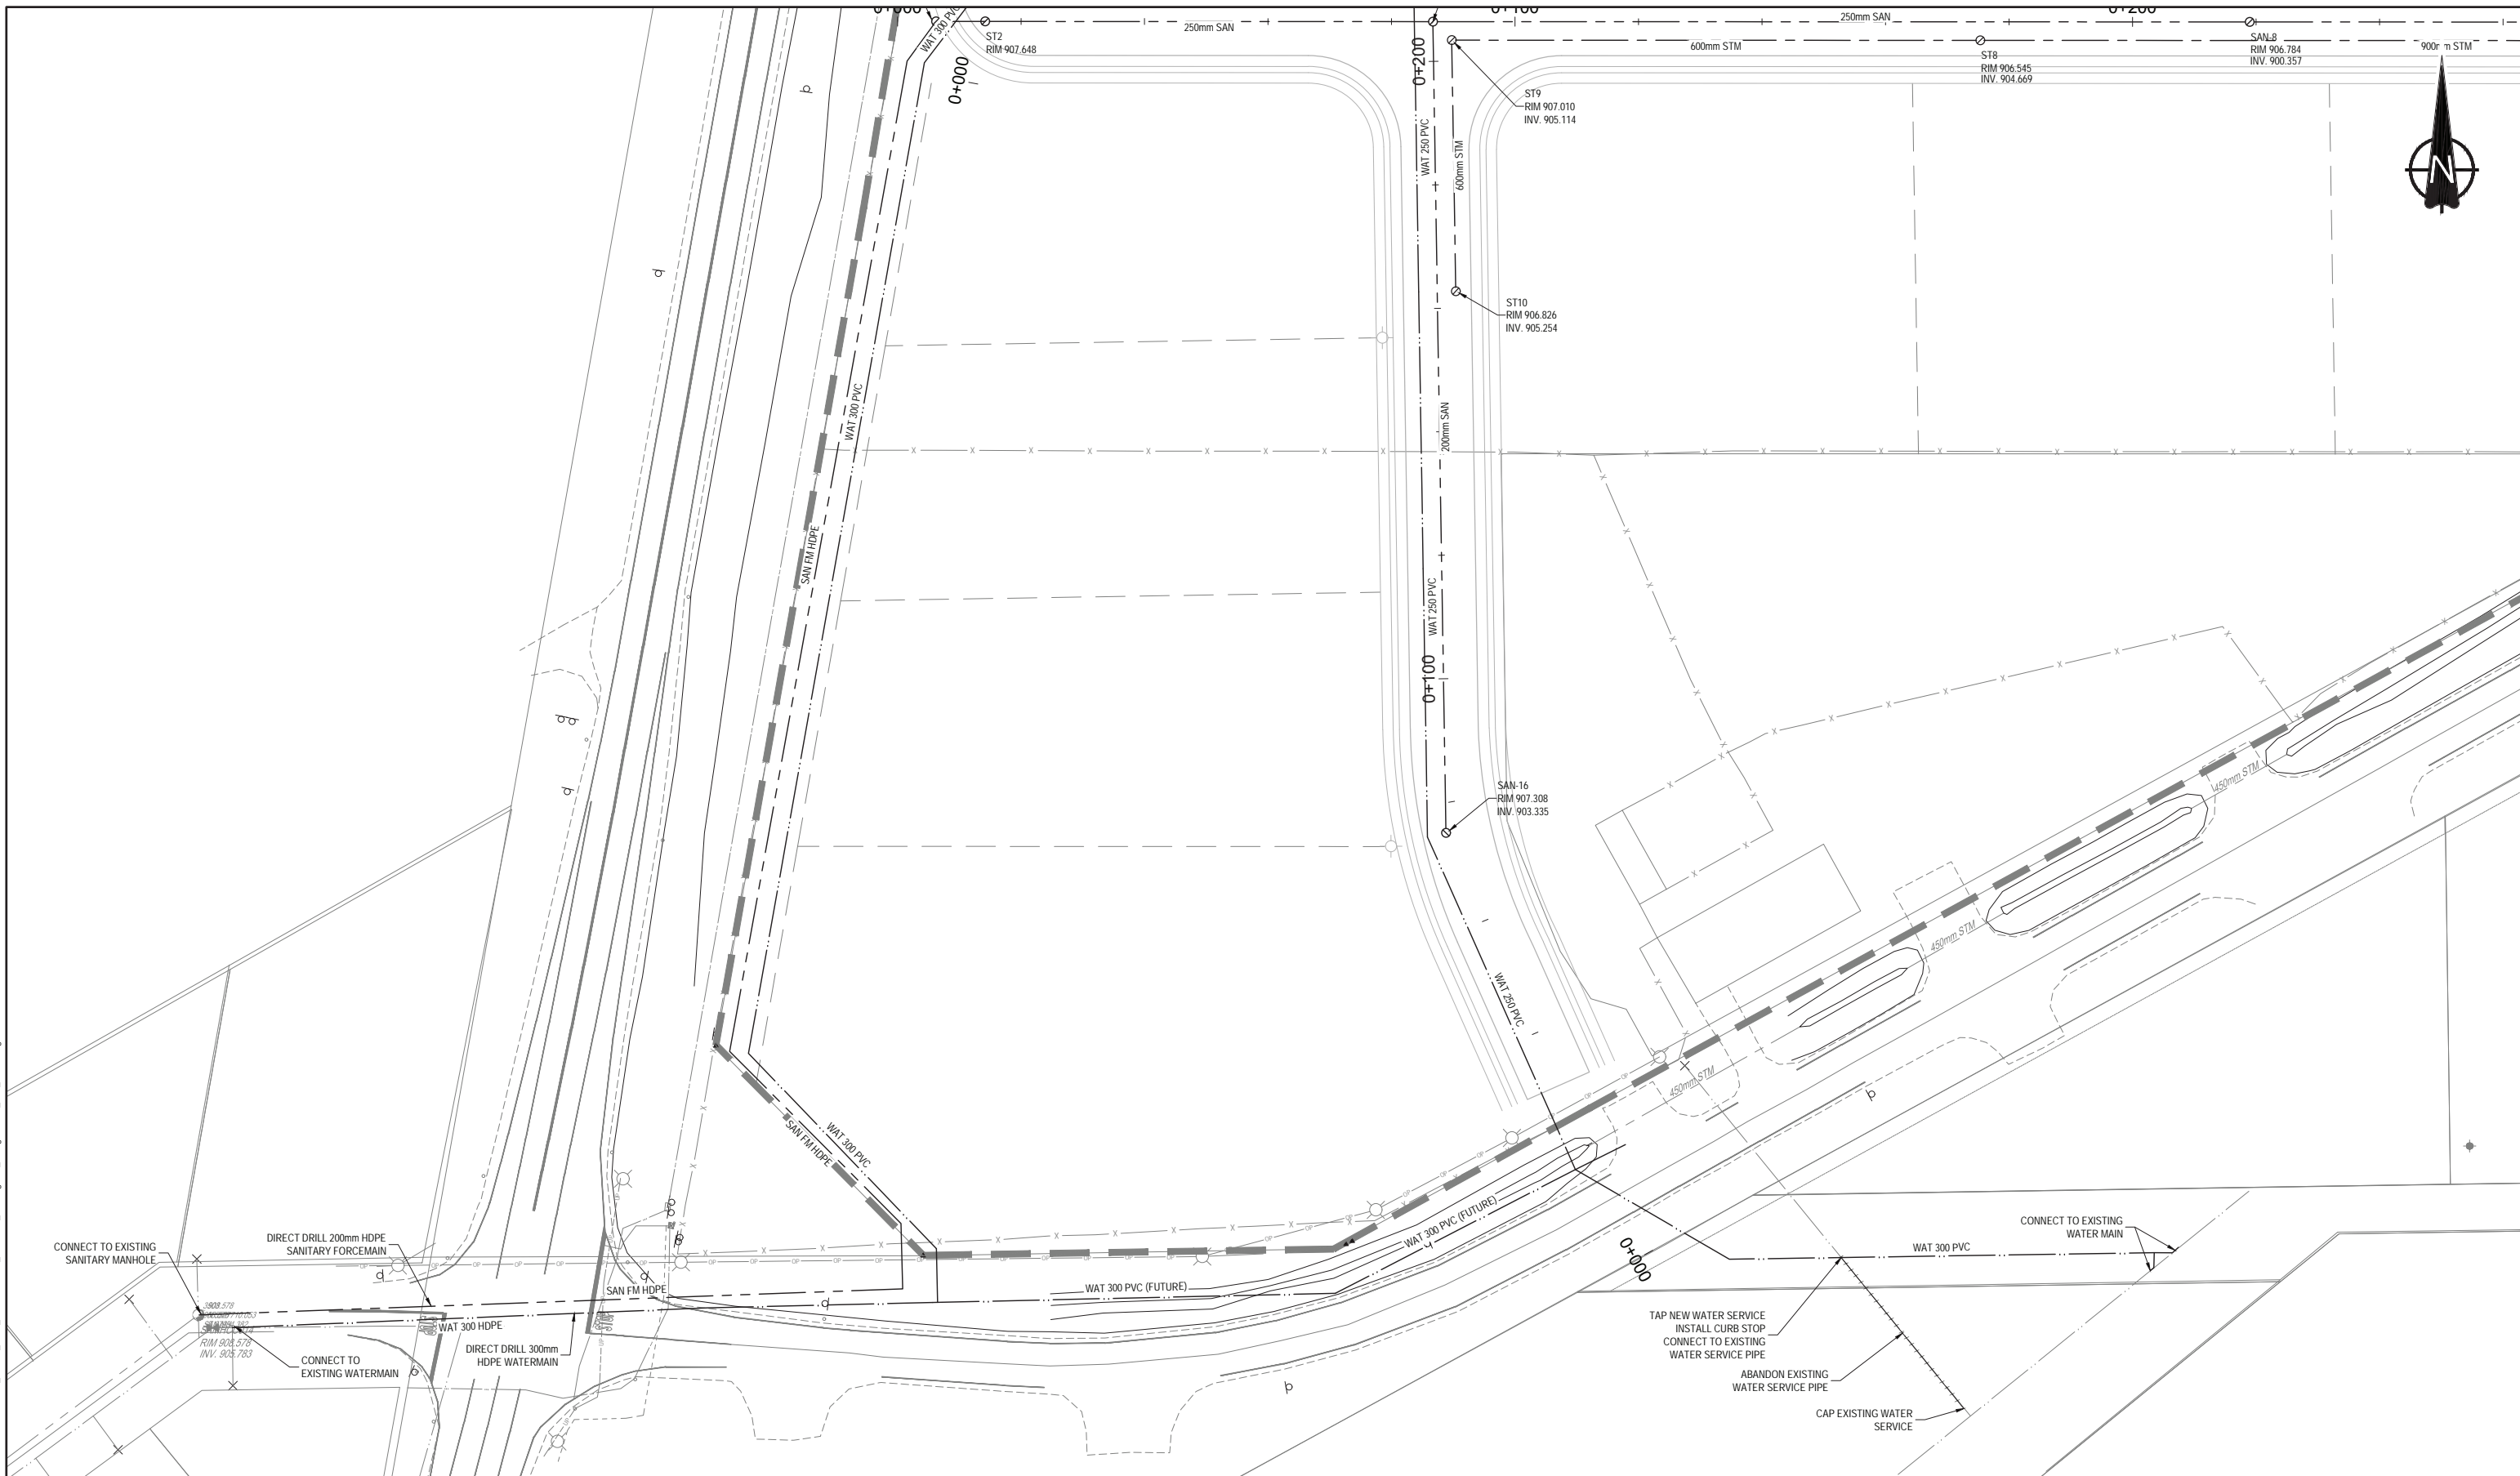 0+000
0+100
0+200
WAT 300 PVC
250mm SAN
250mm SAN
ST2
RIM 907.648
0+000
0+200
600mm STM
ST8
RIM 906.545
INV. 904.669
SAN-8
RIM 906.784
INV. 900.357
900mm STM
ST9
RIM 907.010
INV. 905.114
N
WAT 250 PVC
600mm STM
ST10
RIM 906.826
INV. 905.254
WAT 300 PVC
200mm SAN
SAN FM HDPE
WAT 250 PVC
0+100
SAN-16
RIM 907.308
INV. 903.335
450mm STM
450mm STM
450mm STM
WAT 250 PVC
WAT 300 PVC
SAN FM HDPE
WAT 300 PVC (FUTURE)
WAT 300 PVC (FUTURE)
0+000
WAT 300 PVC
CONNECT TO EXISTING
WATER MAIN
CONNECT TO EXISTING
SANITARY MANHOLE
DIRECT DRILL 200mm HDPE
SANITARY FORCEMAIN
SAN FM HDPE
WAT 300 HDPE
RIM 908.578
INV. 905.783
CONNECT TO
EXISTING WATERMAIN
DIRECT DRILL 300mm
HDPE WATERMAIN
TAP NEW WATER SERVICE
INSTALL CURB STOP
CONNECT TO EXISTING
WATER SERVICE PIPE
ABANDON EXISTING
WATER SERVICE PIPE
CAP EXISTING WATER
SERVICE